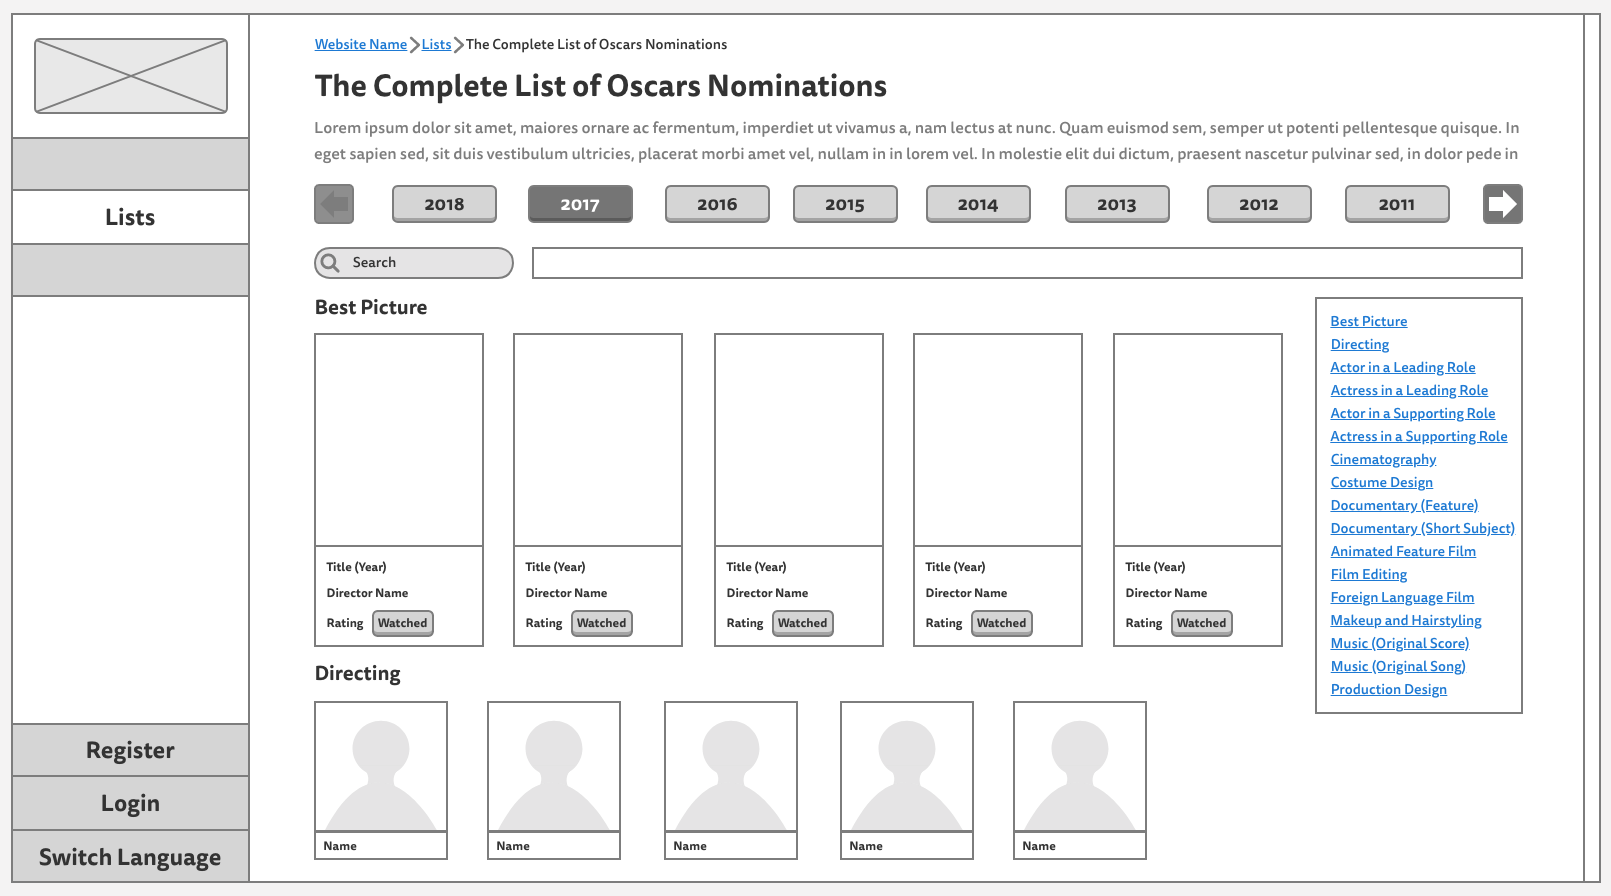 Website Name Lists The Complete List of Oscars Nominations
The Complete List of Oscars Nominations
Lorem ipsum dolor sit amet, maiores ornare ac fermentum, imperdiet ut vivamus a, nam lectus at nunc. Quam euismod sem, semper ut potenti pellentesque quisque. In
eget sapien sed, sit duis vestibulum ultricies, placerat morbi amet vel, nullam in in lorem vel. In molestie elit dui dictum, praesent nascetur pulvinar sed, in dolor pede in
2018 2017 2016 2015 2014 2013 2012 2011
Lists
Search
Best Picture
Title (Year) Title (Year) Title (Year) Title (Year) Title (Year)
Director Name Director Name Director Name Director Name Director Name
Rating Watched Rating Watched Rating Watched Rating Watched Rating Watched
Best Picture
Directing
Actor in a Leading Role
Actress in a Leading Role
Actor in a Supporting Role
Actress in a Supporting Role
Cinematography
Costume Design
Documentary (Feature)
Documentary (Short Subject)
Animated Feature Film
Film Editing
Foreign Language Film
Makeup and Hairstyling
Music (Original Score)
Music (Original Song)
Production Design
Directing
Name Name Name Name Name
Register
Login
Switch Language